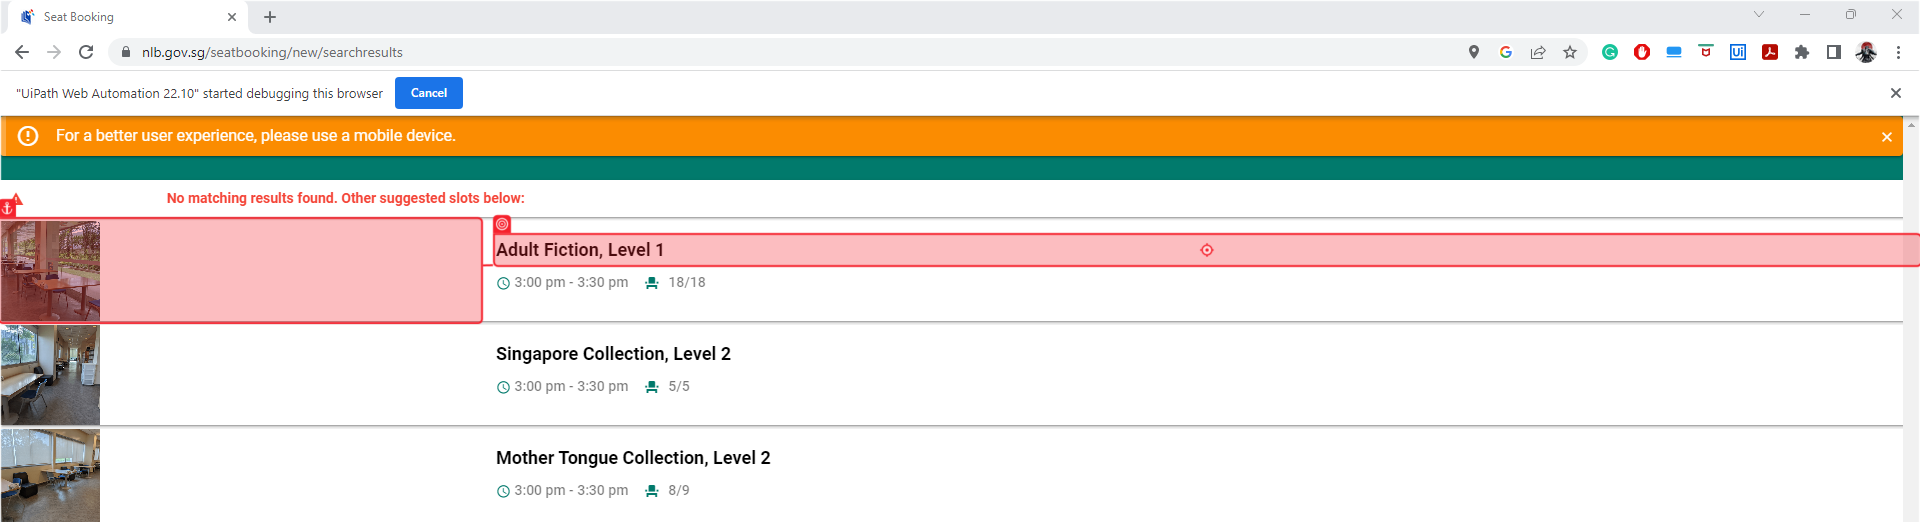 Seat Booking
nlb.gov.sg/seatbooking/new/searchresults
"UiPath Web Automation 22.10" started debugging this browser Cancel
For a better user experience, please use a mobile device.
No matching results found. Other suggested slots below:
Adult Fiction, Level 1
3:00 pm - 3:30 pm 18/18
Singapore Collection, Level 2
3:00 pm - 3:30 pm 5/5
Mother Tongue Collection, Level 2
3:00 pm - 3:30 pm 8/9